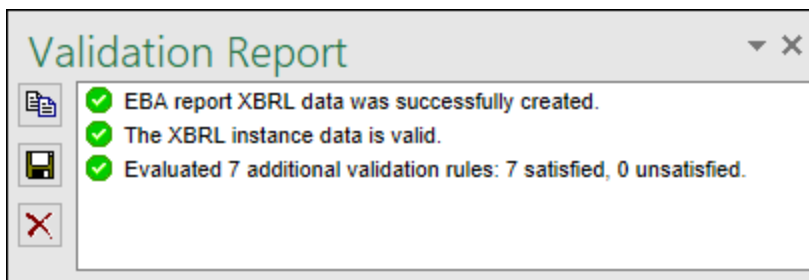 Validation Report
EBA report XBRL data was successfully created.
The XBRL instance data is valid.
Evaluated 7 additional validation rules: 7 satisfied, 0 unsatisfied.